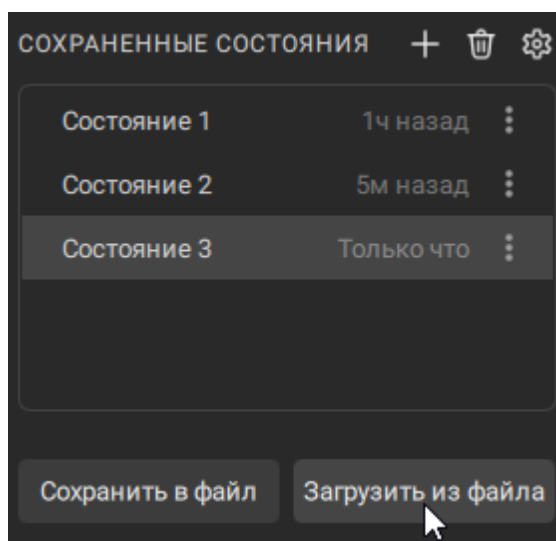 СОХРАНЕННЫЕ СОСТОЯНИЯ
Состояние 1 1ч назад
Состояние 2 5м назад
Состояние 3 Только что
Сохранить в файл Загрузить из файла